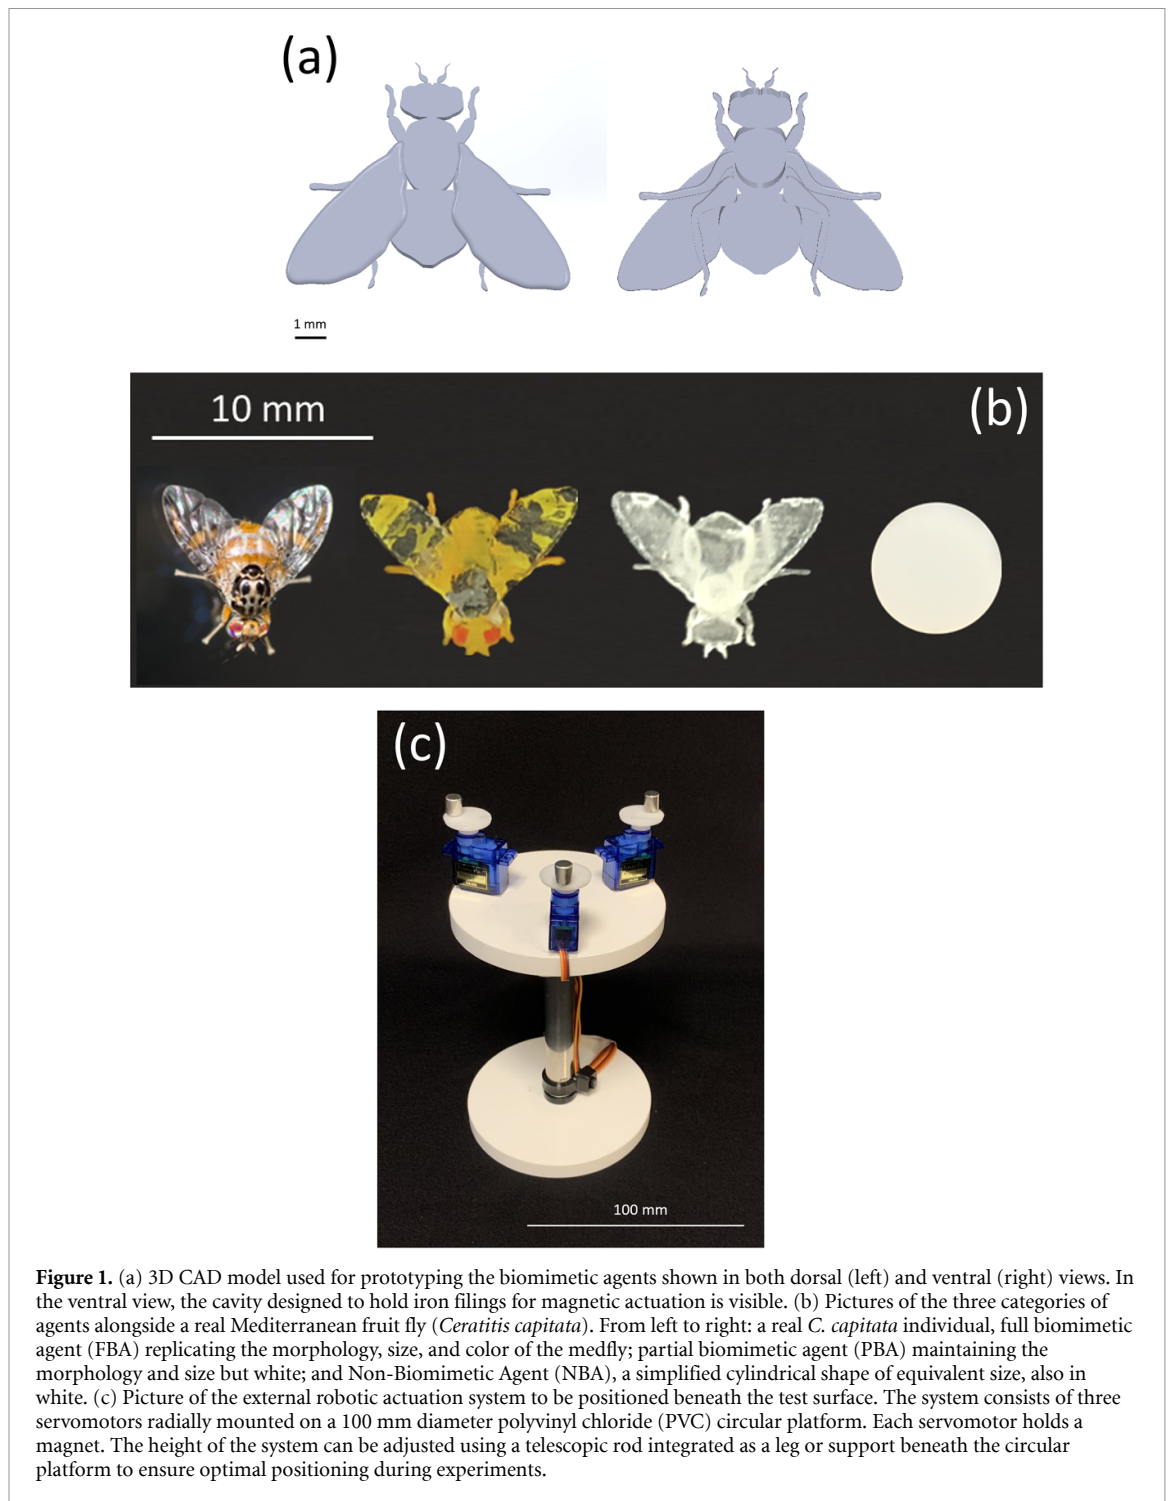 (a)
1 mm
10 mm
(b)
(c)
100 mm
Figure 1. (a) 3D CAD model used for prototyping the biomimetic agents shown in both dorsal (left) and ventral (right) views. In
the ventral view, the cavity designed to hold iron filings for magnetic actuation is visible. (b) Pictures of the three categories of
agents alongside a real Mediterranean fruit fly (Ceratitis capitata). From left to right: a real C. capitata individual, full biomimetic
agent (FBA) replicating the morphology, size, and color of the medfly; partial biomimetic agent (PBA) maintaining the
morphology and size but white; and Non-Biomimetic Agent (NBA), a simplified cylindrical shape of equivalent size, also in
white. (c) Picture of the external robotic actuation system to be positioned beneath the test surface. The system consists of three
servomotors radially mounted on a 100 mm diameter polyvinyl chloride (PVC) circular platform. Each servomotor holds a
magnet. The height of the system can be adjusted using a telescopic rod integrated as a leg or support beneath the circular
platform to ensure optimal positioning during experiments.